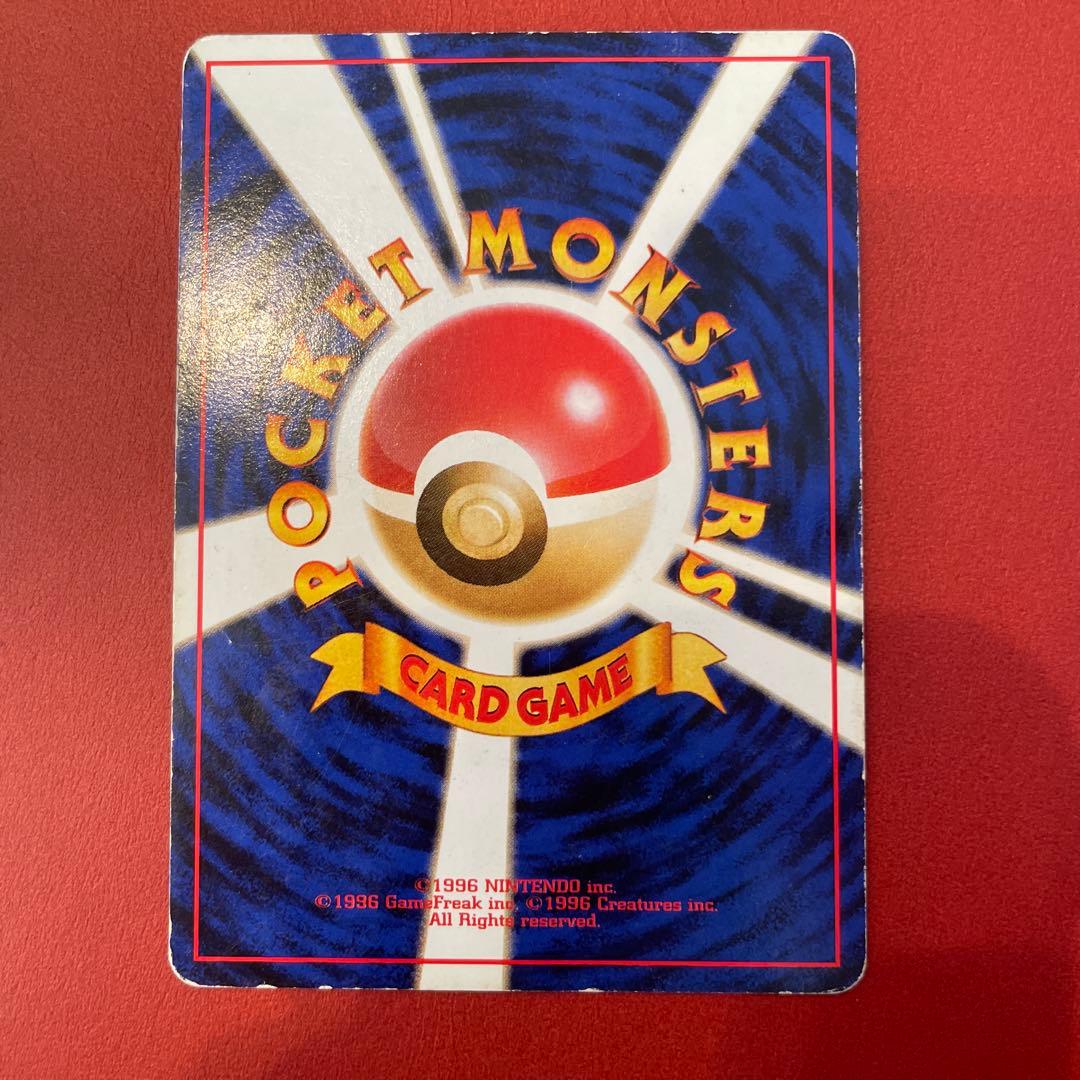 POCKET MONSTERS
CARD GAME
©1996 NINTENDO inc.
©1996 GameFreak inc. ©1996 Creatures inc.
All Rights reserved.